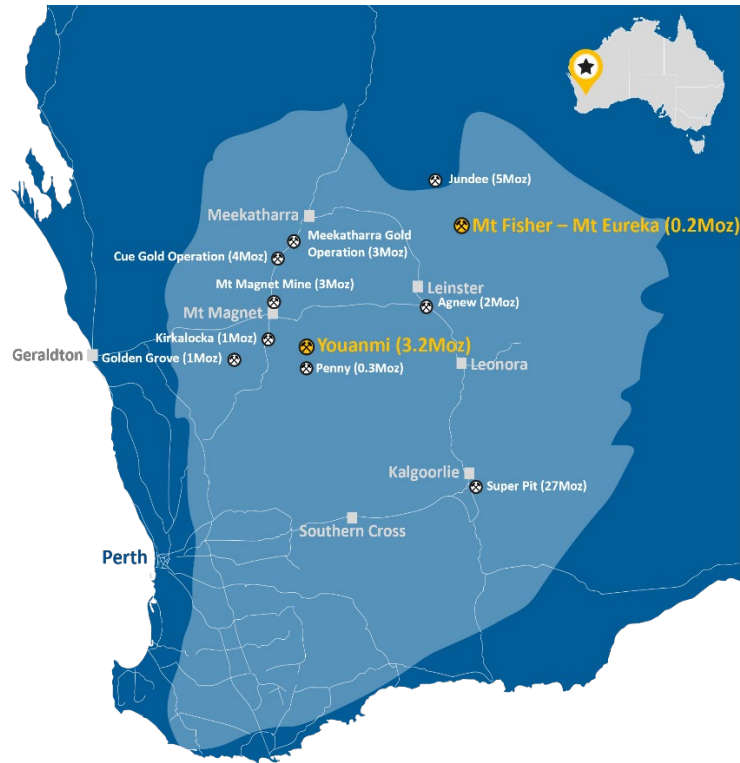 Jundee (5Moz)
Meekatharra
Mt Fisher – Mt Eureka (0.2Moz)
Meekatharra Gold
Operation (3Moz)
Cue Gold Operation (4Moz)
Mt Magnet Mine (3Moz)
Leinster
Agnew (2Moz)
Mt Magnet
Kirkalocka (1Moz)
Youanmi (3.2Moz)
Geraldton
Golden Grove (1Moz)
Penny (0.3Moz)
Leonora
Kalgoorlie
Super Pit (27Moz)
Southern Cross
Perth